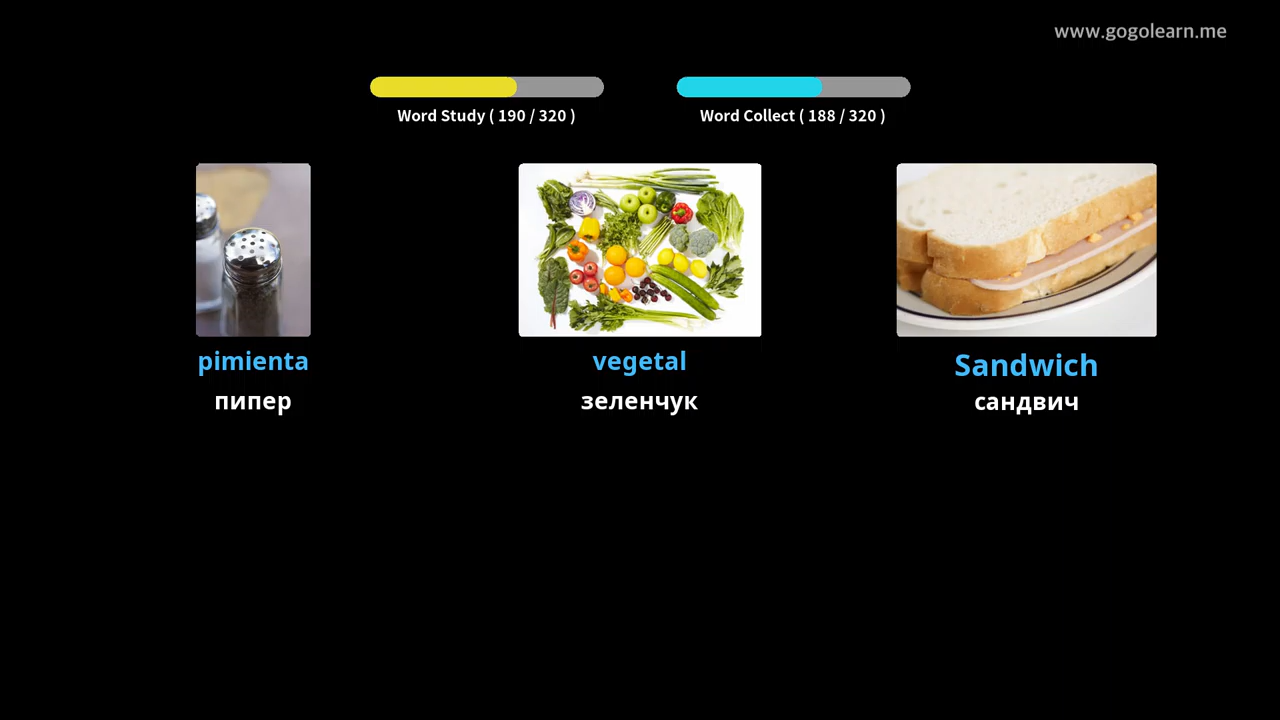 www.gogolearn.me
Word Study ( 190 / 320 )
Word Collect ( 188 / 320 )
pimienta
vegetal
Sandwich
пипер
зеленчук
сандвич